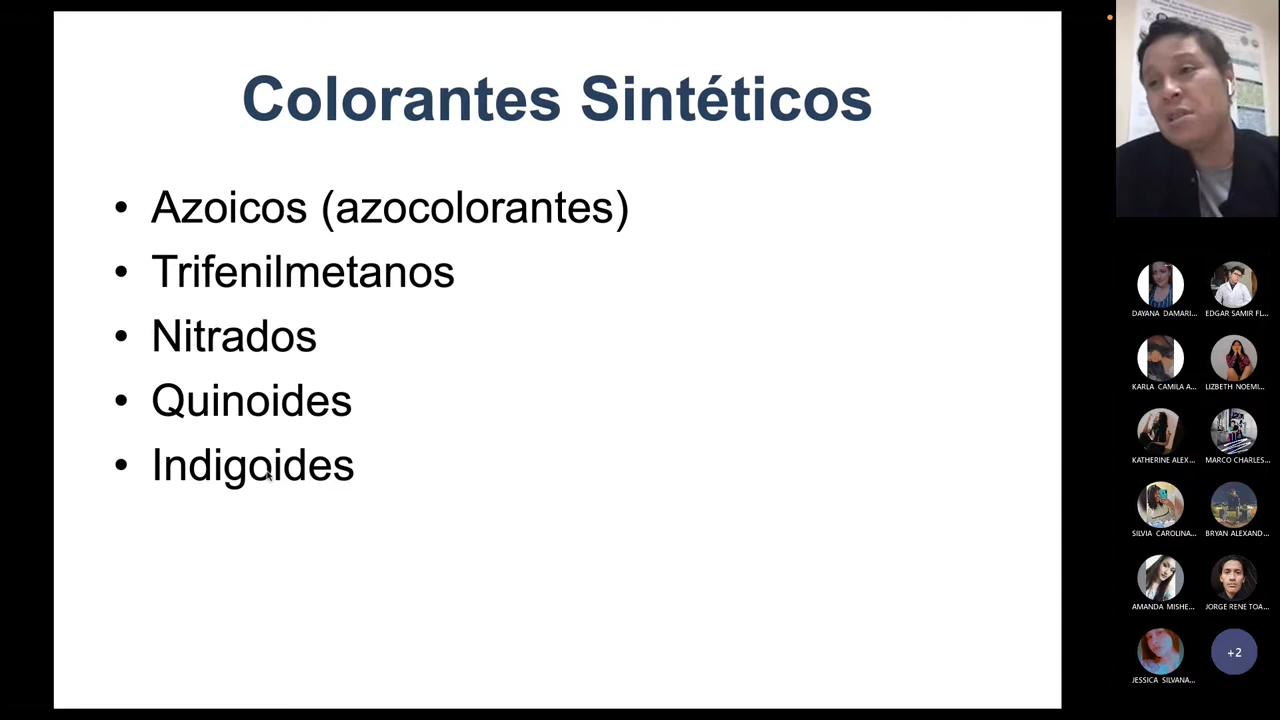 Colorantes Sintéticos
• Azoicos (azocolorantes)
• Trifenilmetanos
• Nitrados
• Quinoides
• Indigoides
DAYANA DAMARI...
EDGAR SAMIR FL...
KARLA CAMILA A...
LIZBETH NOEMI...
KATHERINE ALEX...
MARCO CHARLES...
SILVIA CAROLINA...
BRYAN ALEXAND...
AMANDA MISHE...
JORGE RENE TOA...
JESSICA SILVANA...
+2